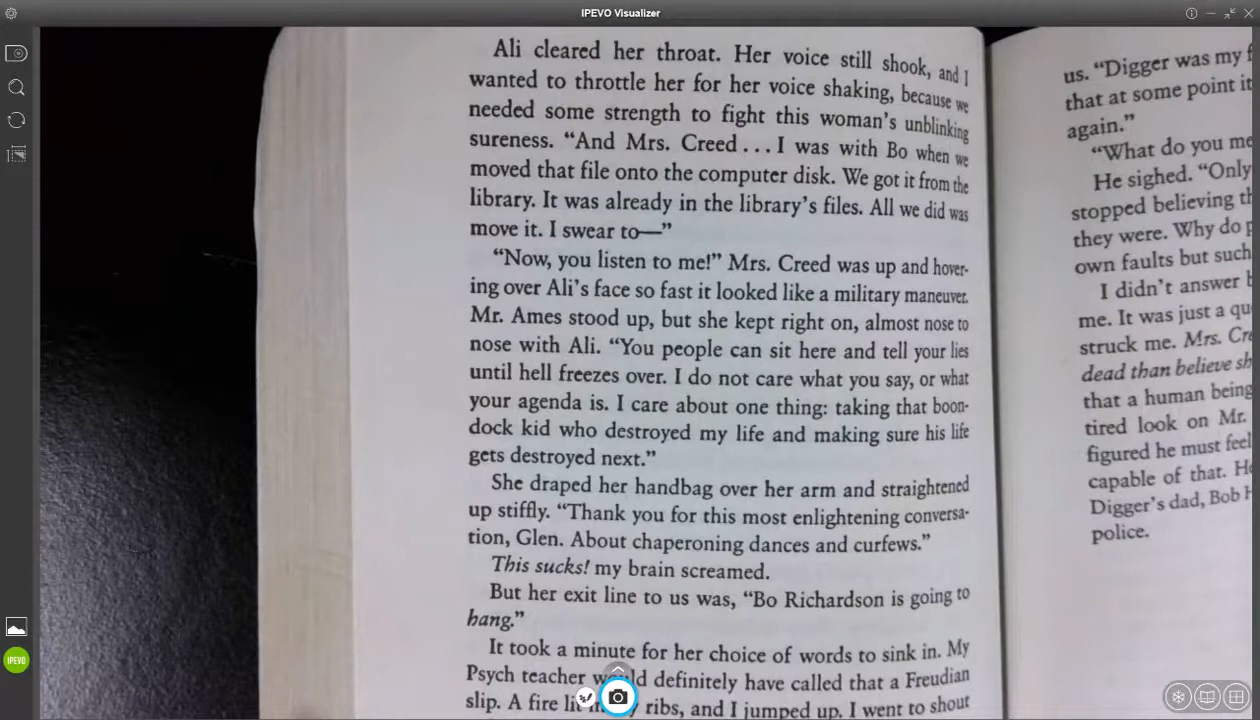 IPEVO Visualizer
Ali cleared her throat. Her voice still shook, and I
wanted to throttle her for her voice shaking, because we
needed some strength to fight this woman's unblinking
sureness. “And Mrs. Creed . . . I was with Bo when we
moved that file onto the computer disk. We got it from the
library. It was already in the library's files. All we did was
move it. I swear to—”
“Now, you listen to me!” Mrs. Creed was up and hover-
ing over Ali's face so fast it looked like a military maneuver.
Mr. Ames stood up, but she kept right on, almost nose to
nose with Ali. “You people can sit here and tell your lies
until hell freezes over. I do not care what you say, or what
your agenda is. I care about one thing: taking that boon-
dock kid who destroyed my life and making sure his life
gets destroyed next.”
She draped her handbag over her arm and straightened
up stiffly. “Thank you for this most enlightening conversa-
tion, Glen. About chaperoning dances and curfews.”
This sucks! my brain screamed.
But her exit line to us was, “Bo Richardson is going to
hang.”
It took a minute for her choice of words to sink in. My
Psych teacher would definitely have called that a Freudian
slip. A fire lit ribs, and I jumped up. I went to shout
us. “Digger was my
that at some point it
again.”
“What do you
He sighed. “Only
stopped believing
they were. Why do
own faults but such
I didn't answer
me. It was just a
struck me. Mrs.
dead than believe
that a human being
tired look on Mr.
figured he must feel
capable of that.
Digger's dad, Bob
police.
IPEVO